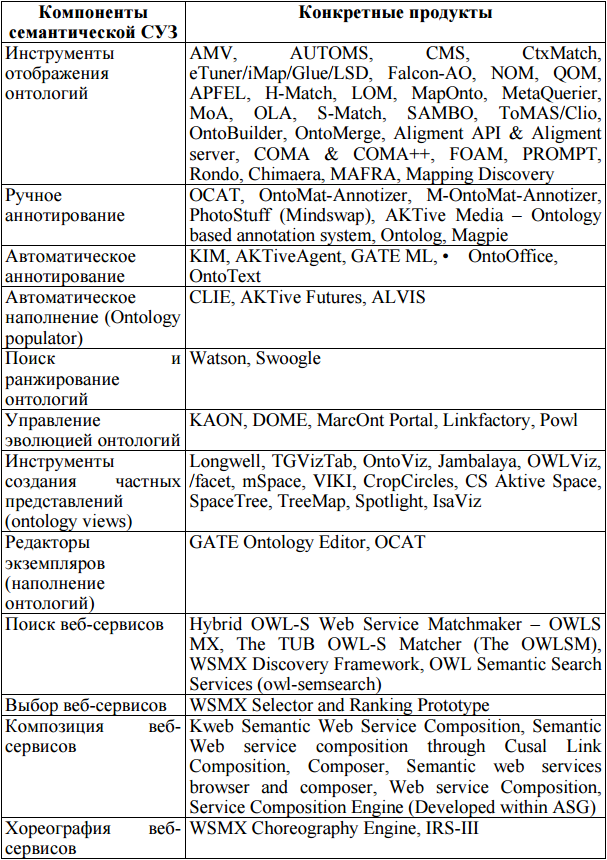 Компоненты
семантической СУЗ
Конкретные продукты
Инструменты
отображения
онтологий
AMV, AUTOMS, CMS, CtxMatch,
eTuner/iMap/Glue/LSD, Falcon-AO, NOM, QOM,
APFEL, H-Match, LOM, MapOnto, MetaQuerier,
MoA, OLA, S-Match, SAMBO, ToMAS/Clio,
OntoBuilder, OntoMerge, Aligment API & Aligment
server, COMA & COMA++, FOAM, PROMPT,
Rondo, Chimaera, MAFRA, Mapping Discovery
Ручное
аннотирование
OCAT, OntoMat-Annotizer, M-OntoMat-Annotizer,
PhotoStuff (Mindswap), AKTive Media – Ontology
based annotation system, Ontolog, Magpie
Автоматическое
аннотирование
KIM, AKTiveAgent, GATE ML, • OntoOffice,
OntoText
Автоматическое
наполнение (Ontology
populator)
CLIE, AKTive Futures, ALVIS
Поиск и
ранжирование
онтологий
Watson, Swoogle
Управление
эволюцией онтологий
KAON, DOME, MarcOnt Portal, Linkfactory, Powl
Инструменты
создания частных
представлений
(ontology views)
Longwell, TGVizTab, OntoViz, Jambalaya, OWLViz,
/facet, mSpace, VIKI, CropCircles, CS Aktive Space,
SpaceTree, TreeMap, Spotlight, IsaViz
Редакторы
экземпляров
(наполнение
онтологий)
GATE Ontology Editor, OCAT
Поиск веб-сервисов
Hybrid OWL-S Web Service Matchmaker – OWLS
MX, The TUB OWL-S Matcher (The OWLSM),
WSMX Discovery Framework, OWL Semantic Search
Services (owl-semsearch)
Выбор веб-сервисов
WSMX Selector and Ranking Prototype
Композиция веб-
сервисов
Kweb Semantic Web Service Composition, Semantic
Web service composition through Cusal Link
Composition, Composer, Semantic web services
browser and composer, Web service Composition,
Service Composition Engine (Developed within ASG)
Хореография веб-
сервисов
WSMX Choreography Engine, IRS-III